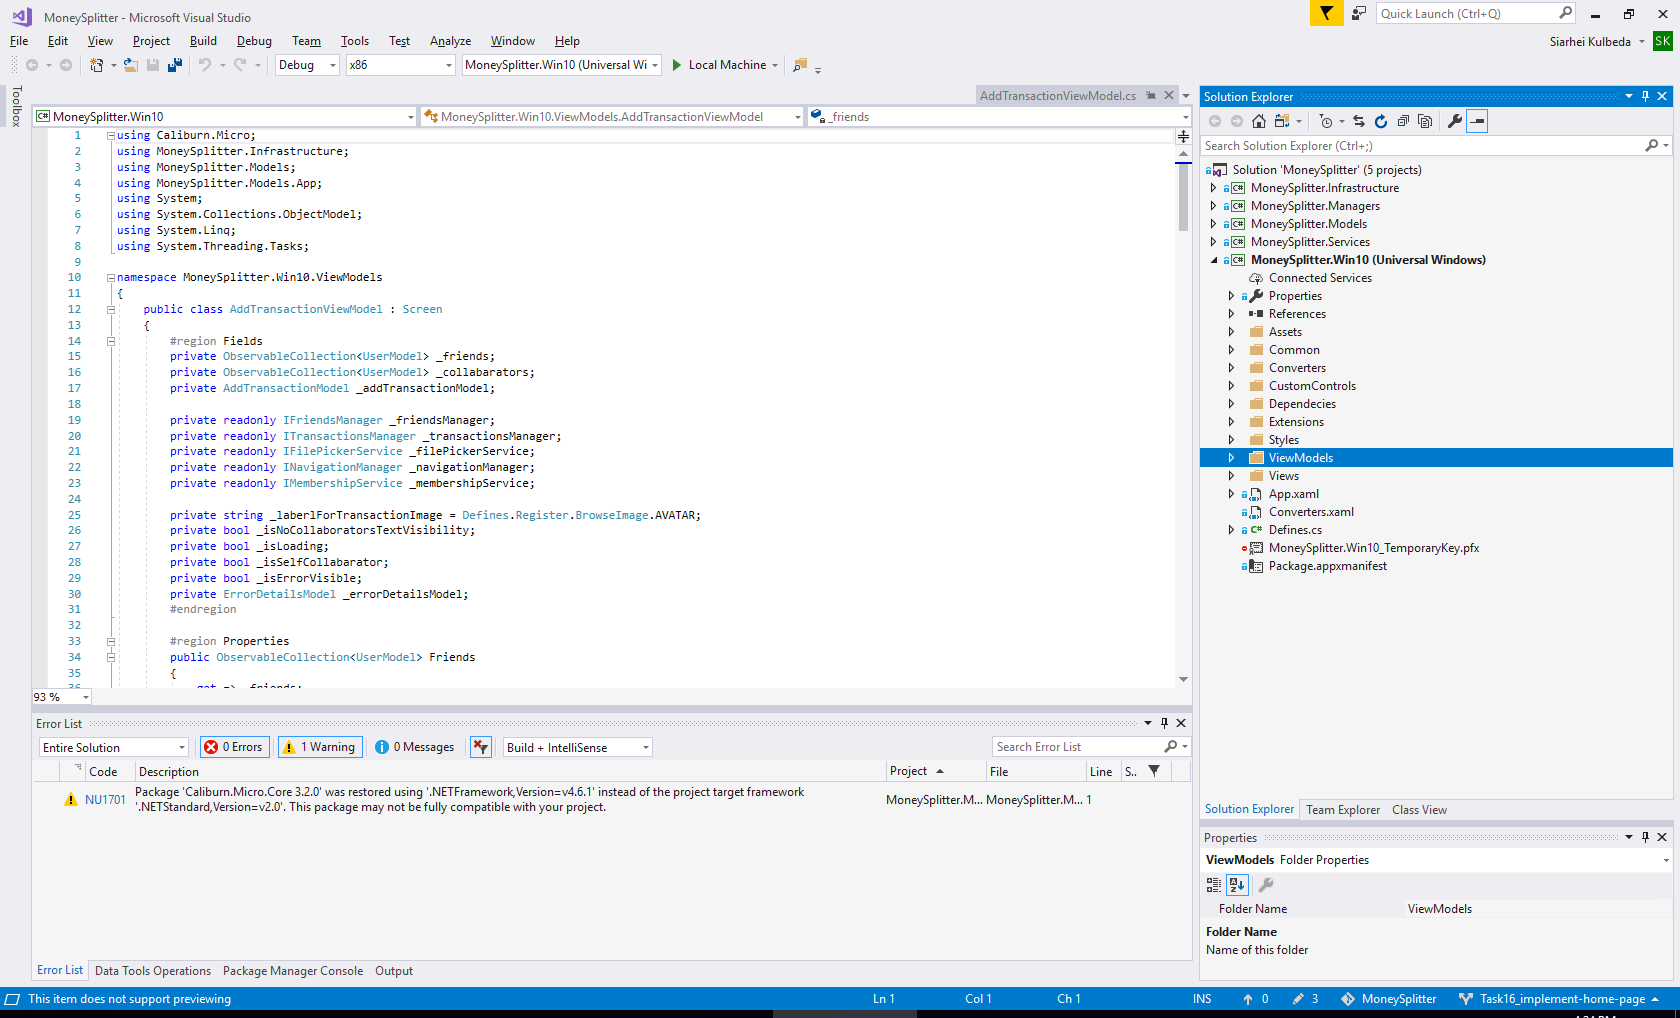 MoneySplitter - Microsoft Visual Studio
Quick Launch (Ctrl+Q)
File Edit View Project Build Debug Team Tools Test Analyze Window Help
Siarhei Kulbeda SK
Debug x86 MoneySplitter.Win10 (Universal Wi Local Machine
Toolbox
AddTransactionViewModel.cs
MoneySplitter.Win10 MoneySplitter.Win10.ViewModels.AddTransactionViewModel _friends
1 using Caliburn.Micro;
2 using MoneySplitter.Infrastructure;
3 using MoneySplitter.Models;
4 using MoneySplitter.Models.App;
5 using System;
6 using System.Collections.ObjectModel;
7 using System.Linq;
8 using System.Threading.Tasks;
9
10 namespace MoneySplitter.Win10.ViewModels
11 {
12 public class AddTransactionViewModel : Screen
13 {
14 #region Fields
15 private ObservableCollection<UserModel> _friends;
16 private ObservableCollection<UserModel> _collabarators;
17 private AddTransactionModel _addTransactionModel;
18
19 private readonly IFriendsManager _friendsManager;
20 private readonly ITransactionsManager _transactionsManager;
21 private readonly IFilePickerService _filePickerService;
22 private readonly INavigationManager _navigationManager;
23 private readonly IMembershipService _membershipService;
24
25 private string _laberlForTransactionImage = Defines.Register.BrowseImage.AVATAR;
26 private bool _isNoCollaboratorsTextVisibility;
27 private bool _isLoading;
28 private bool _isSelfCollabarator;
29 private bool _isErrorVisible;
30 private ErrorDetailsModel _errorDetailsModel;
31 #endregion
32
33 #region Properties
34 public ObservableCollection<UserModel> Friends
35 {
36 get => _friends;
93 %
Error List
Entire Solution 0 Errors 1 Warning 0 Messages Build + IntelliSense Search Error List
Code Description Project File Line S..
NU1701 Package 'Caliburn.Micro.Core 3.2.0' was restored using '.NETFramework,Version=v4.6.1' instead of the project target framework
'.NETStandard,Version=v2.0'. This package may not be fully compatible with your project. MoneySplitter.M... MoneySplitter.M... 1
Error List Data Tools Operations Package Manager Console Output
Solution Explorer
Search Solution Explorer (Ctrl+;)
Solution 'MoneySplitter' (5 projects)
MoneySplitter.Infrastructure
MoneySplitter.Managers
MoneySplitter.Models
MoneySplitter.Services
MoneySplitter.Win10 (Universal Windows)
Connected Services
Properties
References
Assets
Common
Converters
CustomControls
Dependecies
Extensions
Styles
ViewModels
Views
App.xaml
Converters.xaml
Defines.cs
MoneySplitter.Win10_TemporaryKey.pfx
Package.appxmanifest
Solution Explorer Team Explorer Class View
Properties
ViewModels Folder Properties
Folder Name ViewModels
Folder Name
Name of this folder
This item does not support previewing Ln 1 Col 1 Ch 1 INS 0 3 MoneySplitter Task16_implement-home-page